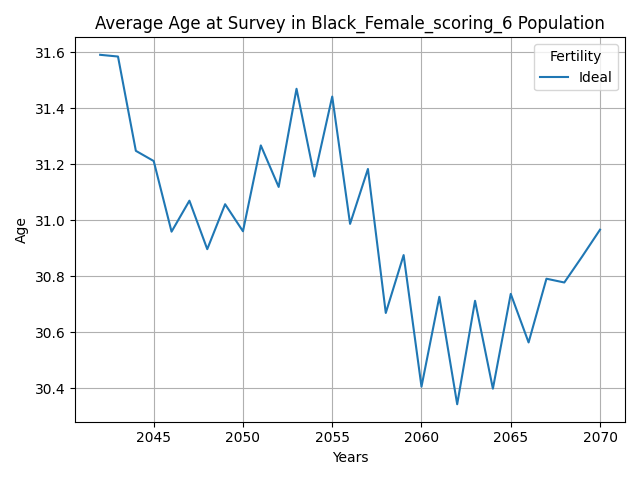 Average Age at Survey in Black_Female_scoring_6 Population
Fertility
Ideal
31.6
31.4
31.2
31.0
30.8
30.6
30.4
Age
2045 2050 2055 2060 2065 2070
Years